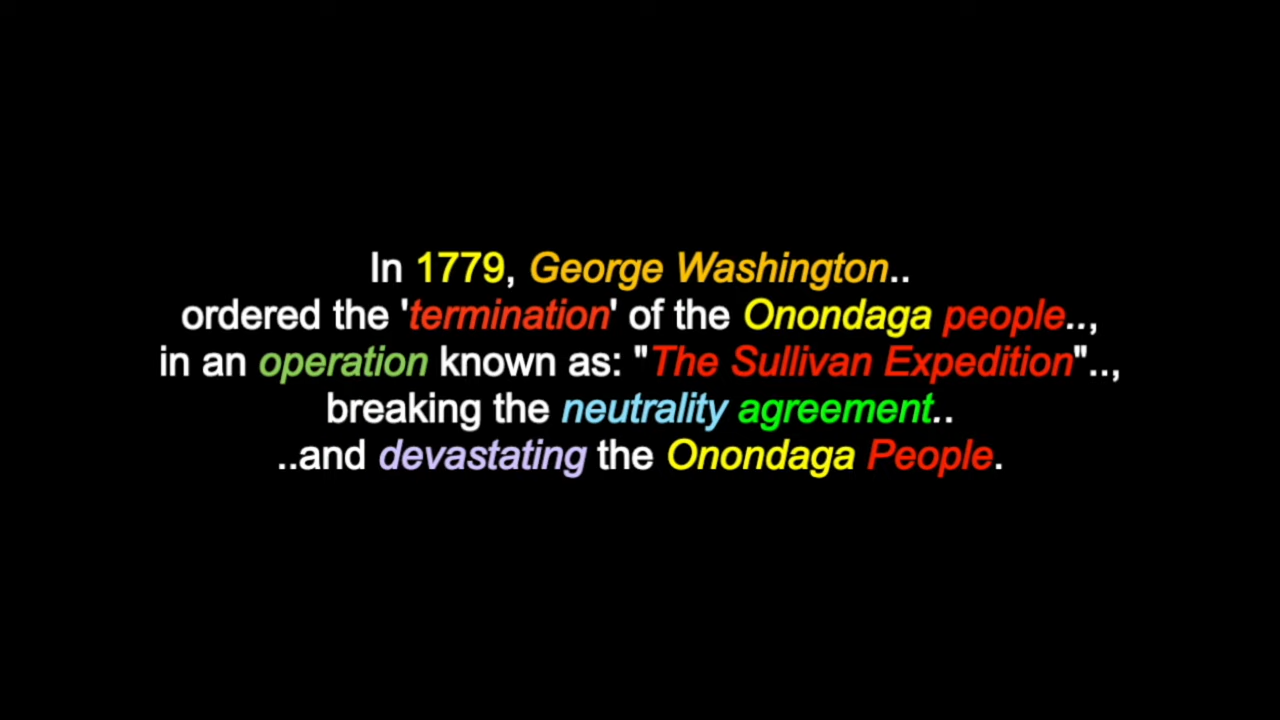 In 1779, George Washington..
ordered the 'termination' of the Onondaga people..,
in an operation known as: "The Sullivan Expedition"..,
breaking the neutrality agreement..
..and devastating the Onondaga People.